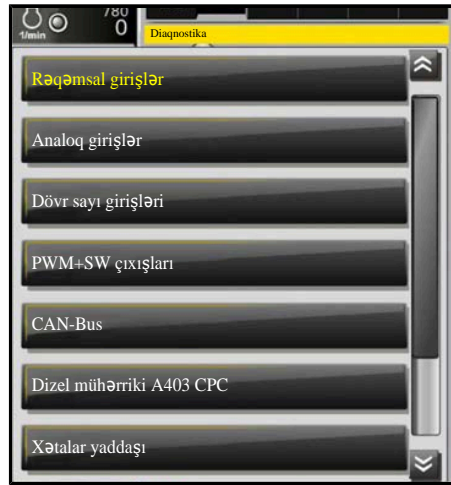 780
1/min 0
Diaqnostika
Rəqəmsal girişlər
Analoq girişlər
Dövr sayı girişləri
PWM+SW çıxışları
CAN-Bus
Dizel mühərriki A403 CPC
Xətalar yaddaşı